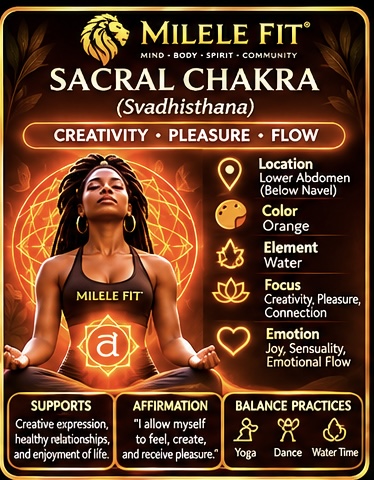 MILELE FIT®
MIND • BODY • SPIRIT • COMMUNITY
SACRAL CHAKRA
(Svadhisthana)
CREATIVITY • PLEASURE • FLOW
Location
Lower Abdomen
(Below Navel)
Color
Orange
Element
Water
Focus
Creativity, Pleasure,
Connection
Emotion
Joy, Sensuality,
Emotional Flow
MILELE FIT
a
SUPPORTS
Creative expression,
healthy relationships,
and enjoyment of life.
AFFIRMATION
"I allow myself
to feel, create,
and receive pleasure."
BALANCE PRACTICES
Yoga Dance Water Time